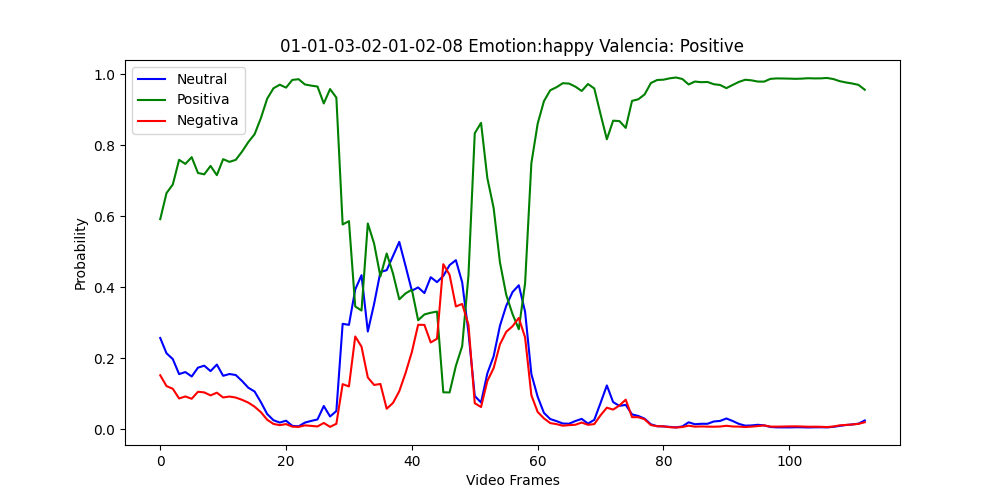 01-01-03-02-01-02-08 Emotion:happy Valencia: Positive
Neutral
Positiva
Negativa
Probability
1.0
0.8
0.6
0.4
0.2
0.0
0 20 40 60 80 100
Video Frames